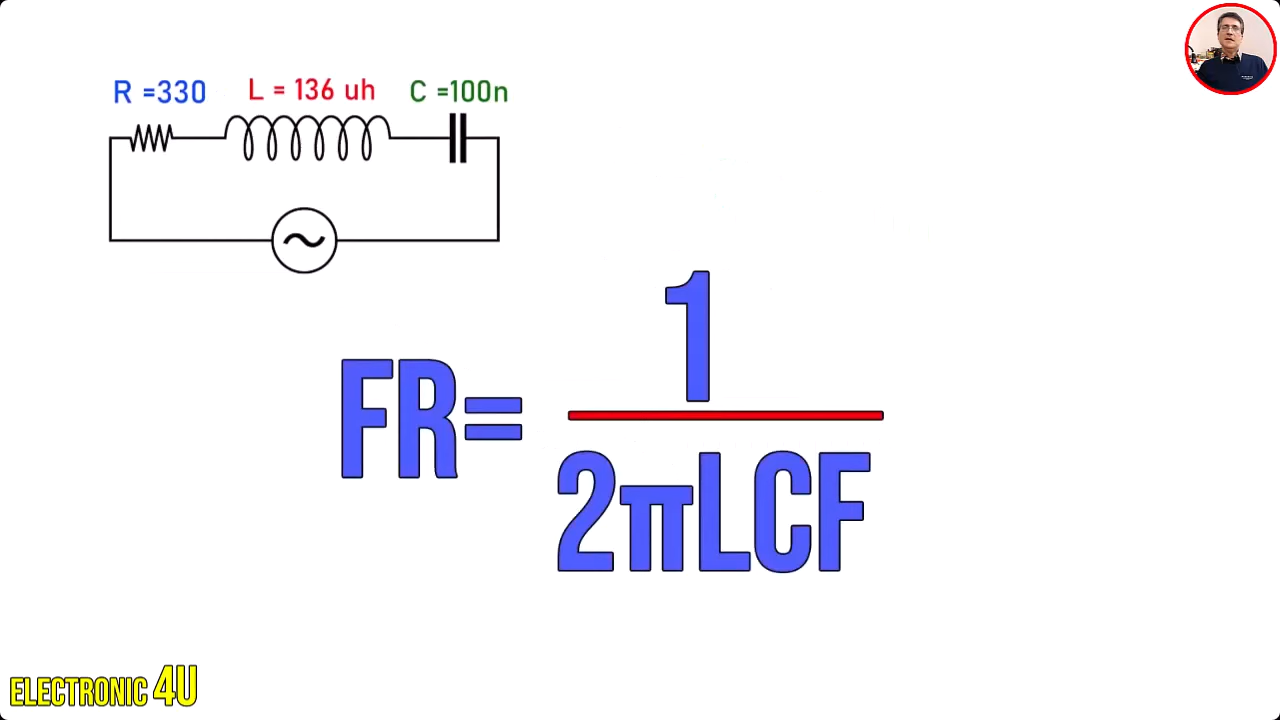 R =330 L = 136 uh C =100n
1
FR=
2πLCF
ELECTRONIC 4U